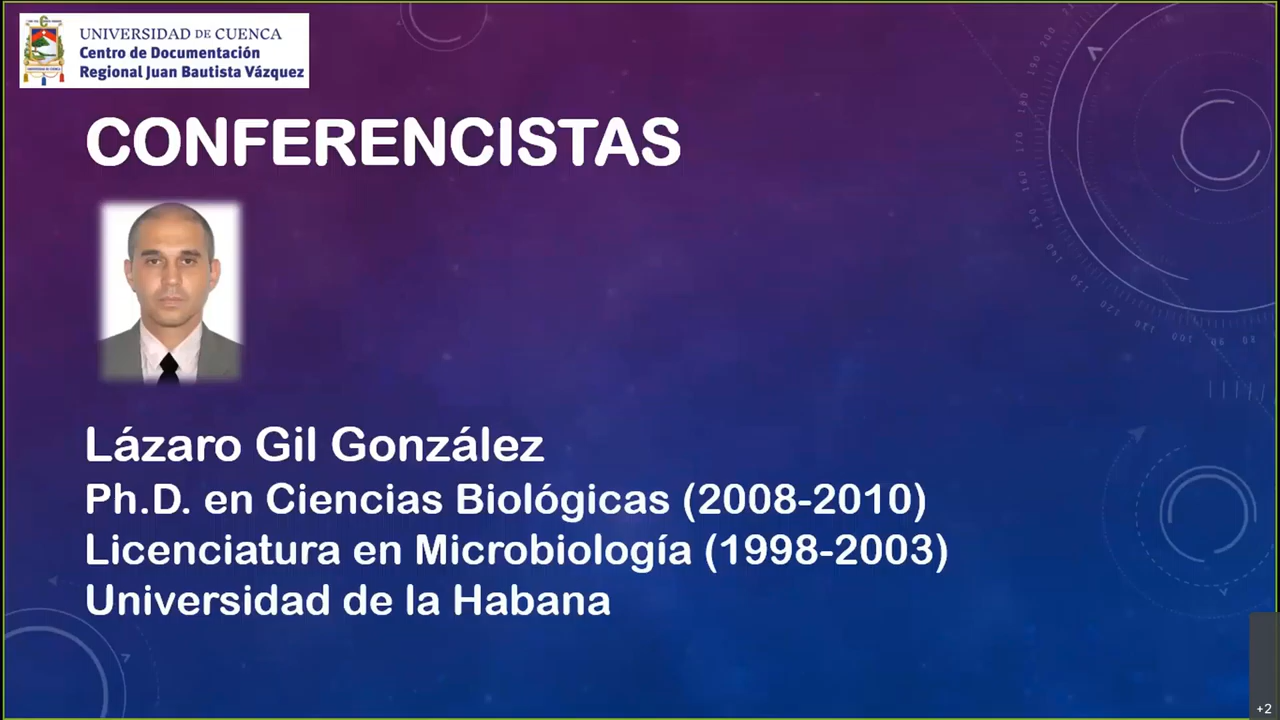 UNIVERSIDAD DE CUENCA
Centro de Documentación
Regional Juan Bautista Vázquez
CONFERENCISTAS
Lázaro Gil González
Ph.D. en Ciencias Biológicas (2008-2010)
Licenciatura en Microbiología (1998-2003)
Universidad de la Habana
+2